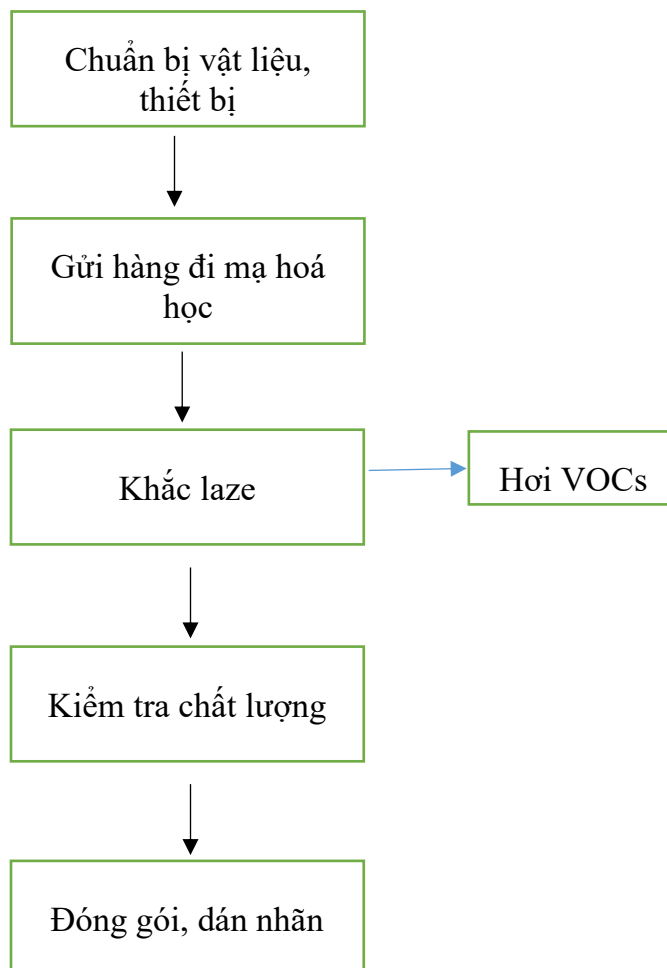 Chuẩn bị vật liệu,
thiết bị
Gửi hàng đi mạ hoá
học
Khắc laze
Hơi VOCs
Kiểm tra chất lượng
Đóng gói, dán nhãn